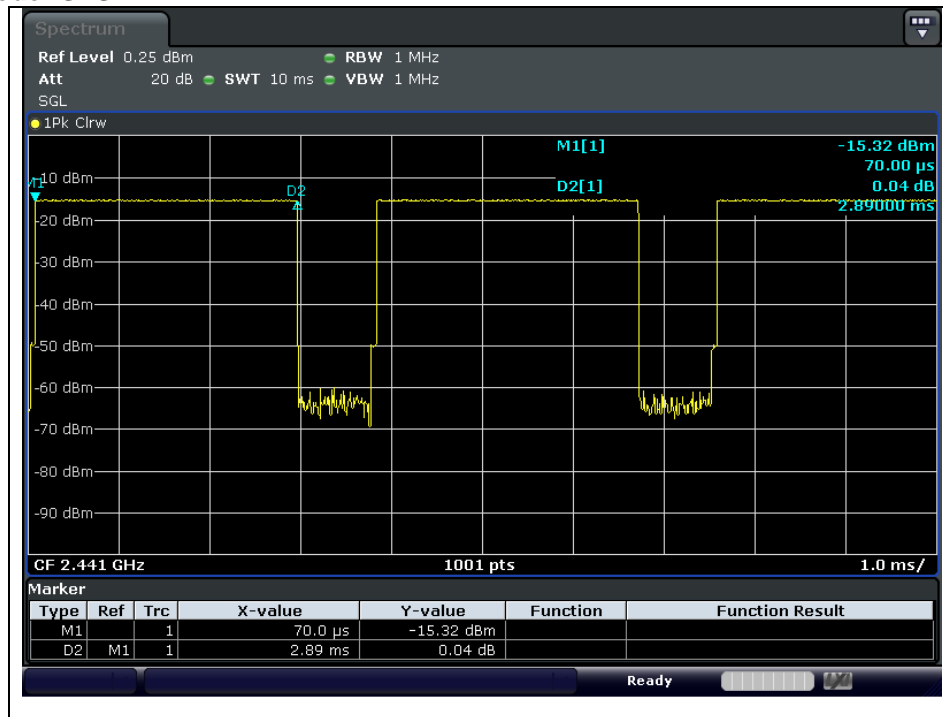 Spectrum
Ref Level 0.25 dBm RBW 1 MHz
Att 20 dB SWT 10 ms VBW 1 MHz
SGL
1Pk Clrw
M1[1] -15.32 dBm
70.00 µs
D2[1] 0.04 dB
2.89000 ms
M1
D2
-10 dBm
-20 dBm
-30 dBm
-40 dBm
-50 dBm
-60 dBm
-70 dBm
-80 dBm
-90 dBm
CF 2.441 GHz 1001 pts 1.0 ms/
Marker
Type Ref Trc X-value Y-value Function Function Result
M1 1 70.0 µs -15.32 dBm
D2 M1 1 2.89 ms 0.04 dB
Ready